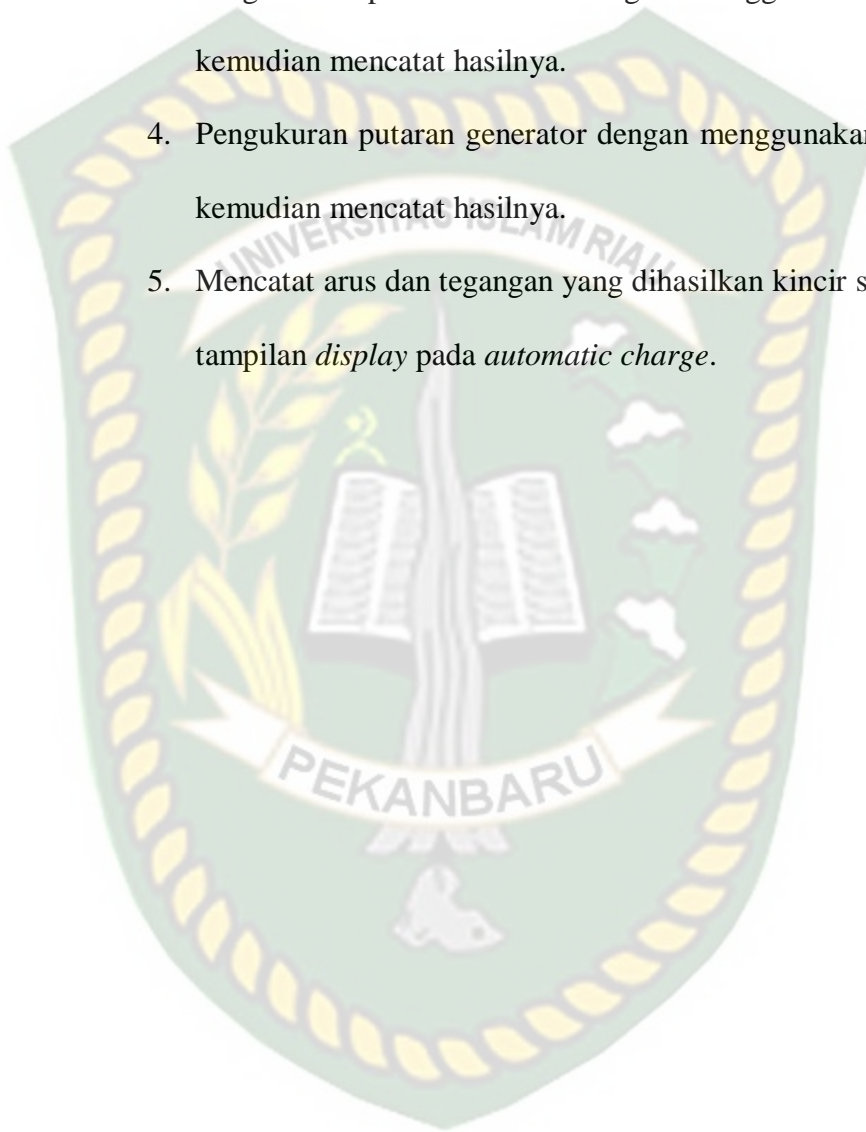 kemudian mencatat hasilnya.
4. Pengukuran putaran generator dengan menggunakan
kemudian mencatat hasilnya.
UNIVERSITAS ISLAM RIAU
5. Mencatat arus dan tegangan yang dihasilkan kincir
tampilan display pada automatic charge.
PEKANBARU